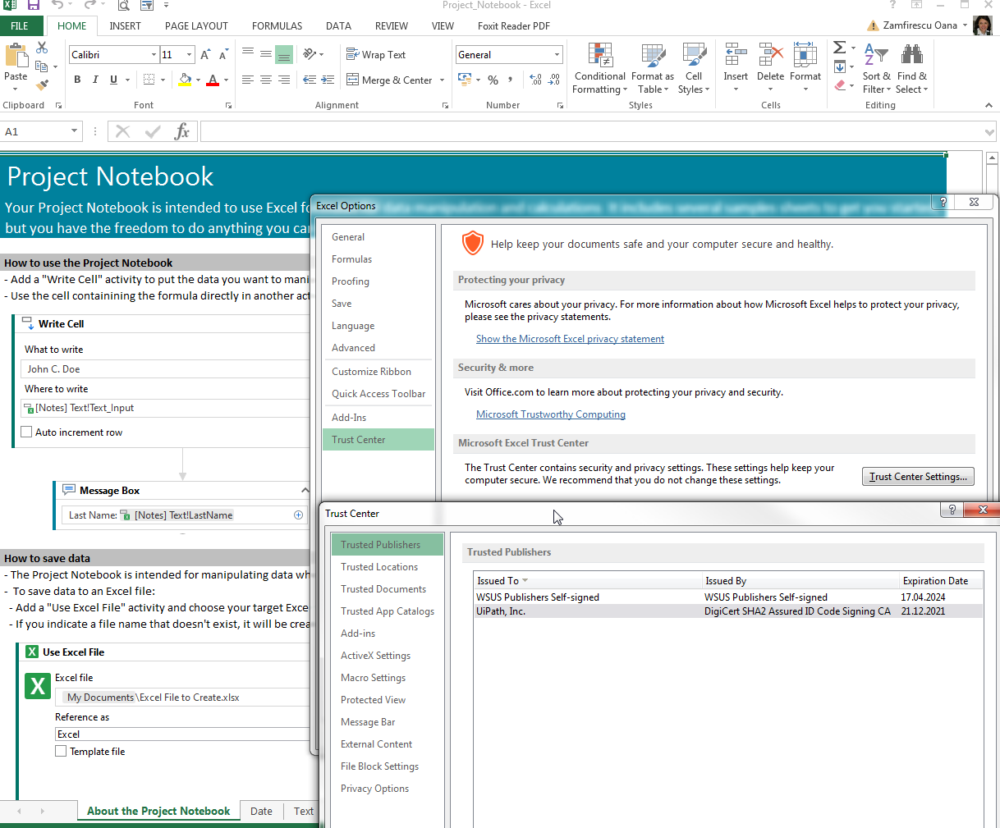 Project_Notebook - Excel
FILE HOME INSERT PAGE LAYOUT FORMULAS DATA REVIEW VIEW Foxit Reader PDF Zamfirescu Oana
Paste
Calibri 11
B I U A
Wrap Text
Merge & Center
General
%
Conditional Formatting
Format as Table
Cell Styles
Insert Delete Format
Sort & Filter
Find & Select
Clipboard Font Alignment Number Styles Cells Editing
A1 fx
Project Notebook
Your Project Notebook is intended to use Excel fo data manipulation and calculations. It includes several samples sheets to get you started
but you have the freedom to do anything you can
How to use the Project Notebook
- Add a "Write Cell" activity to put the data you want to mani
- Use the cell containining the formula directly in another act
Write Cell
What to write
John C. Doe
Where to write
[Notes] Text!Text_Input
Auto increment row
Message Box
Last Name: [Notes] Text!LastName
How to save data
- The Project Notebook is intended for manipulating data wh
- To save data to an Excel file:
- Add a "Use Excel File" activity and choose your target Exce
- If you indicate a file name that doesn't exist, it will be crea
Use Excel File
Excel file
My Documents\Excel File to Create.xlsx
Reference as
Excel
Template file
About the Project Notebook Date Text
Excel Options
General
Formulas
Proofing
Save
Language
Advanced
Customize Ribbon
Quick Access Toolbar
Add-Ins
Trust Center
Help keep your documents safe and your computer secure and healthy.
Protecting your privacy
Microsoft cares about your privacy. For more information about how Microsoft Excel helps to protect your privacy,
please see the privacy statements.
Show the Microsoft Excel privacy statement
Security & more
Visit Office.com to learn more about protecting your privacy and security.
Microsoft Trustworthy Computing
Microsoft Excel Trust Center
The Trust Center contains security and privacy settings. These settings help keep your
computer secure. We recommend that you do not change these settings.
Trust Center Settings...
Trust Center
Trusted Publishers
Trusted Locations
Trusted Documents
Trusted App Catalogs
Add-ins
ActiveX Settings
Macro Settings
Protected View
Message Bar
External Content
File Block Settings
Privacy Options
Trusted Publishers
Issued To Issued By Expiration Date
WSUS Publishers Self-signed WSUS Publishers Self-signed 17.04.2024
UiPath, Inc. DigiCert SHA2 Assured ID Code Signing CA 21.12.2021